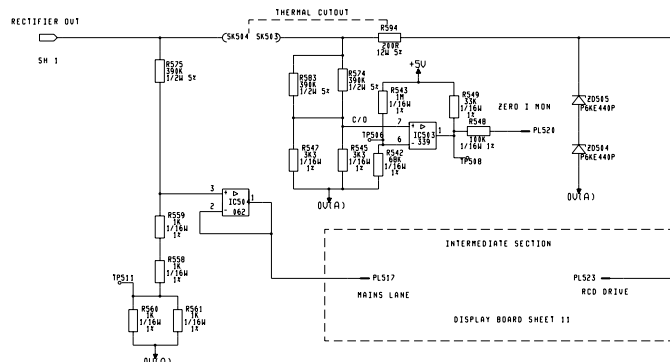 THERMAL CUTOUT
RECTIFIER OUT
SH 1
SK504 SK503
R594
200R
12W 5%
R575
390K
1/2W 5%
R583
390K
1/2W 5%
R574
390K
1/2W 5%
+5V
R543
1M
1/16W
1%
R549
33K
1/16W
1%
ZERO I MON
R548
100K
1/16W 1%
PL520
C/O
TP506
7
6
1
IC503
339
TP508
ZD505
P6KE440P
ZD504
P6KE440P
R547
3K3
1/16W
1%
R545
3K3
1/16W
1%
R542
68K
1/16W
1%
0V(A)
0V(A)
3
2
1
IC50
062
R559
1K
1/16W
1%
R558
1K
1/16W
1%
TP511
R560
1K
1/16W
1%
R561
1K
1/16W
1%
0V(A)
INTERMEDIATE SECTION
PL517
PL523
MAINS LANE
RCD DRIVE
DISPLAY BOARD SHEET 11